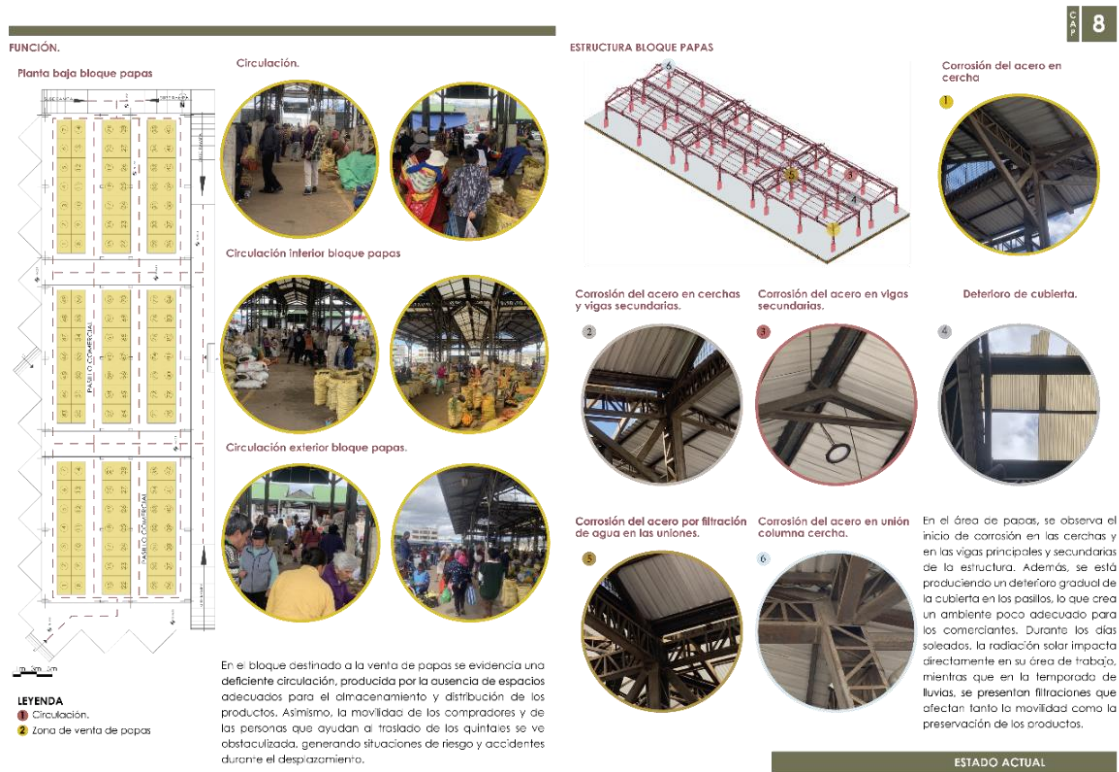 CAP
8
FUNCIÓN.
Planta baja bloque papas
Circulación.
Circulación interior bloque papas
Circulación exterior bloque papas.
PASILLO COMERCIAL
PASILLO COMERCIAL
LEYENDA
1 Circulación.
2 Zona de venta de papas
En el bloque destinado a la venta de papas se evidencia una
deficiente circulación, producida por la ausencia de espacios
adecuados para el almacenamiento y distribución de los
productos. Asimismo, la movilidad de los compradores y de
las personas que ayudan al traslado de los quintales se ve
obstaculizada, generando situaciones de riesgo y accidentes
durante el desplazamiento.
ESTRUCTURA BLOQUE PAPAS
6
5
3
4
Corrosión del acero en
cercha
1
Corrosión del acero en cerchas
y vigas secundarias.
2
Corrosión del acero en vigas
secundarias.
3
Deterioro de cubierta.
4
Corrosión del acero por filtración
de agua en las uniones.
5
Corrosión del acero en unión
columna cercha.
6
En el área de papas, se observa el
inicio de corrosión en las cerchas y
en las vigas principales y secundarias
de la estructura. Además, se está
produciendo un deterioro gradual de
la cubierta en los pasillos, lo que crea
un ambiente poco adecuado para
los comerciantes. Durante los días
soleados, la radiación solar impacta
directamente en su área de trabajo,
mientras que en la temporada de
lluvias, se presentan filtraciones que
afectan tanto la movilidad como la
preservación de los productos.
ESTADO ACTUAL